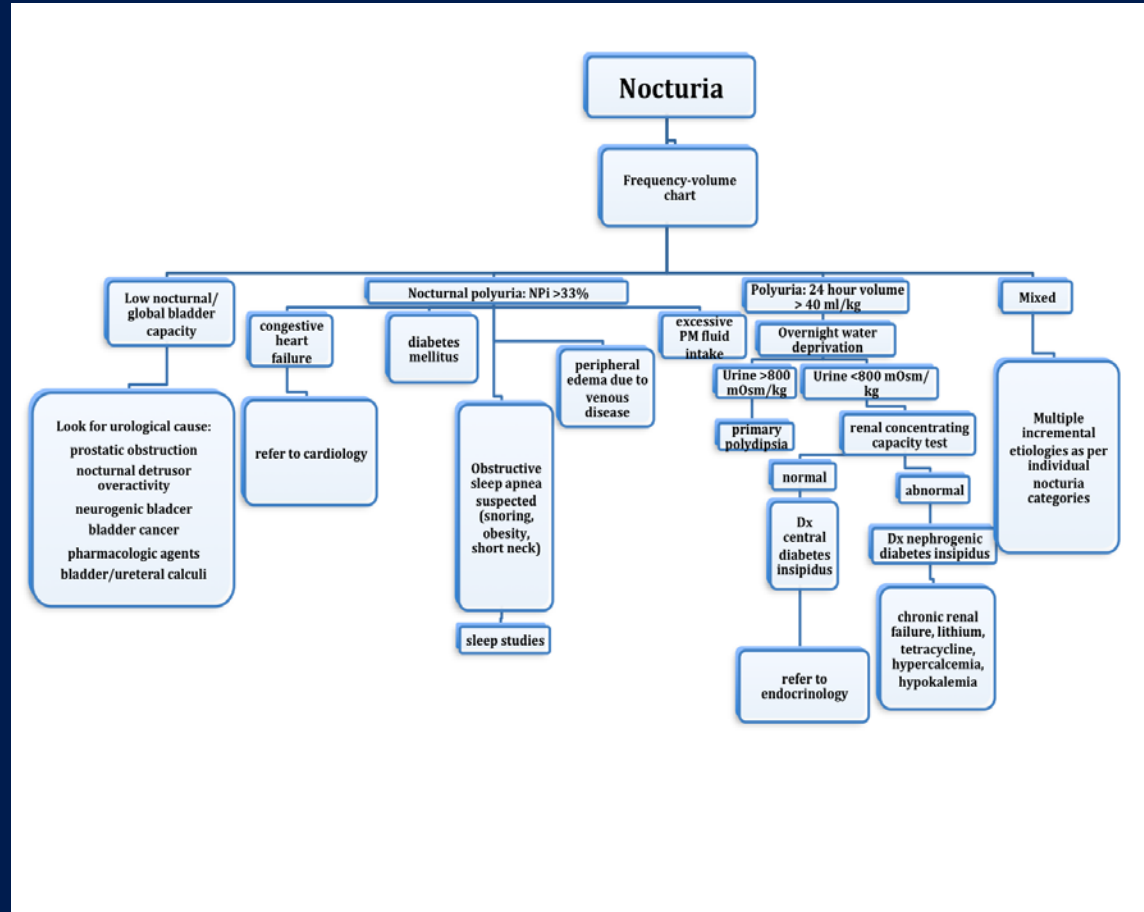 Nocturia
Frequency-volume
chart
Low nocturnal/
global bladder
capacity
Look for urological cause:
prostatic obstruction
nocturnal detrusor
overactivity
neurogenic bladcer
bladder cancer
pharmacologic agents
bladder/ureteral calculi
Nocturnal polyuria: NPi >33%
congestive
heart
failure
refer to cardiology
diabetes
mellitus
Obstructive
sleep apnea
suspected
(snoring,
obesity,
short neck)
sleep studies
peripheral
edema due to
venous
disease
excessive
PM fluid
intake
Polyuria: 24 hour volume
> 40 ml/kg
Overnight water
deprivation
Urine >800
mOsm/kg
primary
polydipsia
Urine <800 mOsm/
kg
renal concentrating
capacity test
normal
Dx
central
diabetes
insipidus
refer to
endocrinology
abnormal
Dx nephrogenic
diabetes insipidus
chronic renal
failure, lithium,
tetracycline,
hypercalcemia,
hypokalemia
Mixed
Multiple
incremental
etiologies as per
individual
nocturia
categories